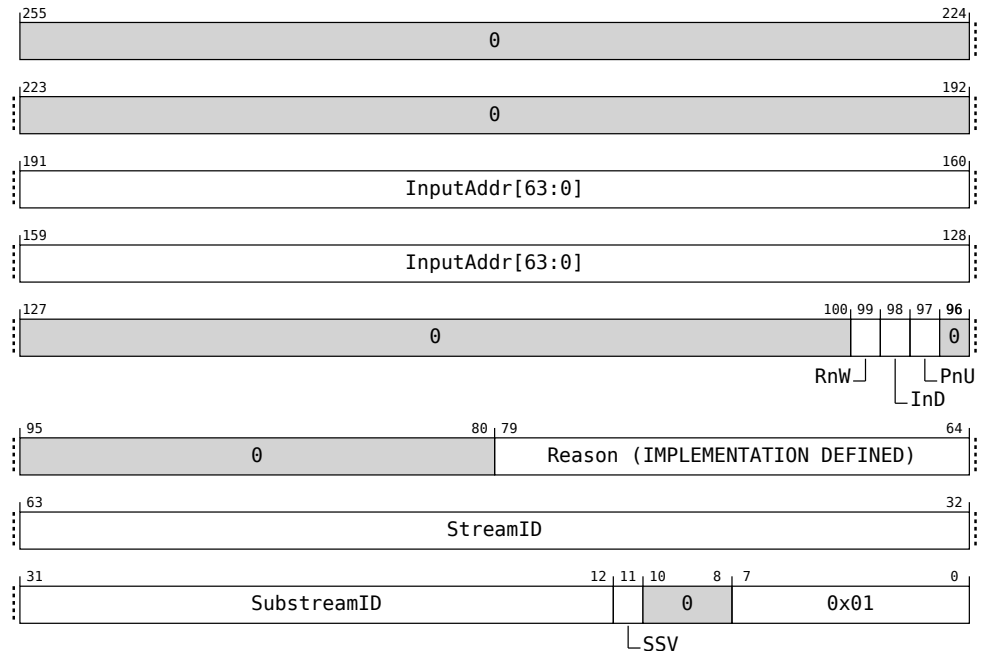 255 224
0
223 192
0
191 160
InputAddr[63:0]
159 128
InputAddr[63:0]
127 100 99 98 97 96
0 0
RnW PnU
InD
95 80 79 64
0 Reason (IMPLEMENTATION DEFINED)
63 32
StreamID
31 12 11 10 8 7 0
SubstreamID 0 0x01
SSV